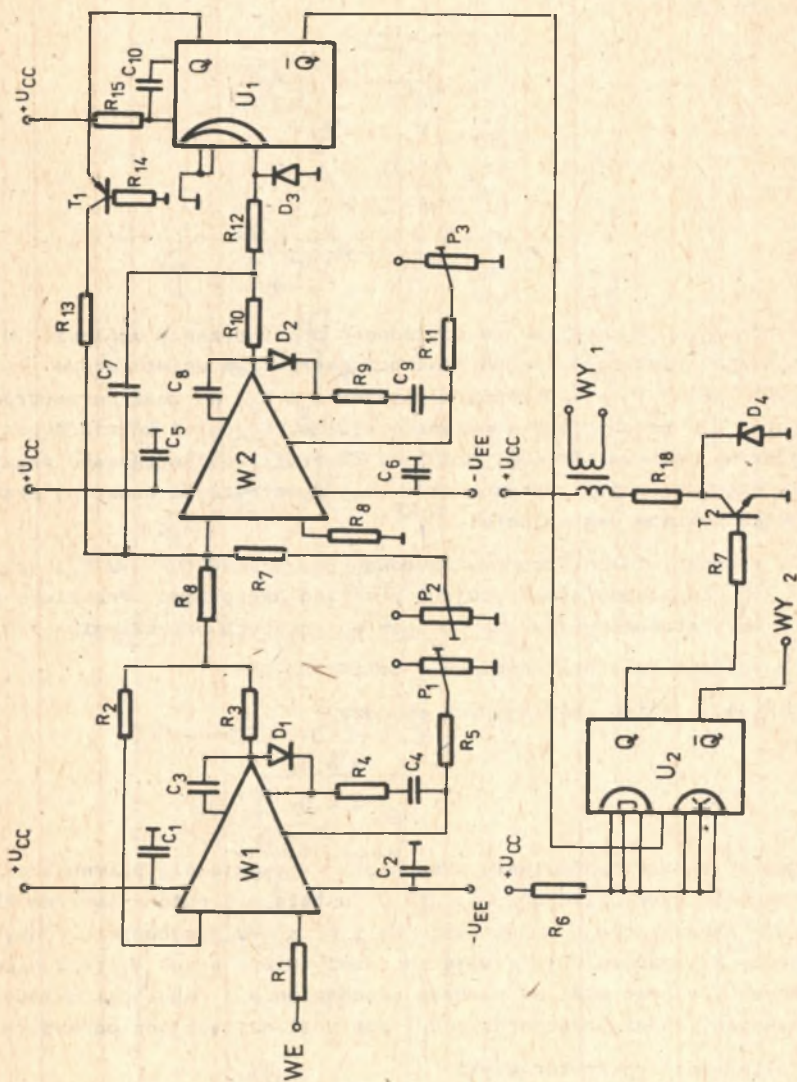 +UCC
R15
C10
Q
Q̅
U1
T1
R14
R13
C7
R12
D3
R10
D2
C8
R9
C9
R11
P3
+UCC
C5
W2
C6
-UEE
R8
R8
R7
P2
P1
R2
R3
D1
C3
R4
C4
R5
+UCC
C1
W1
C2
-UEE
R1
WE
+UCC
WY 1
R18
D4
T2
R7
WY 2
Q
Q̅
U2
J
K
+UCC
R6